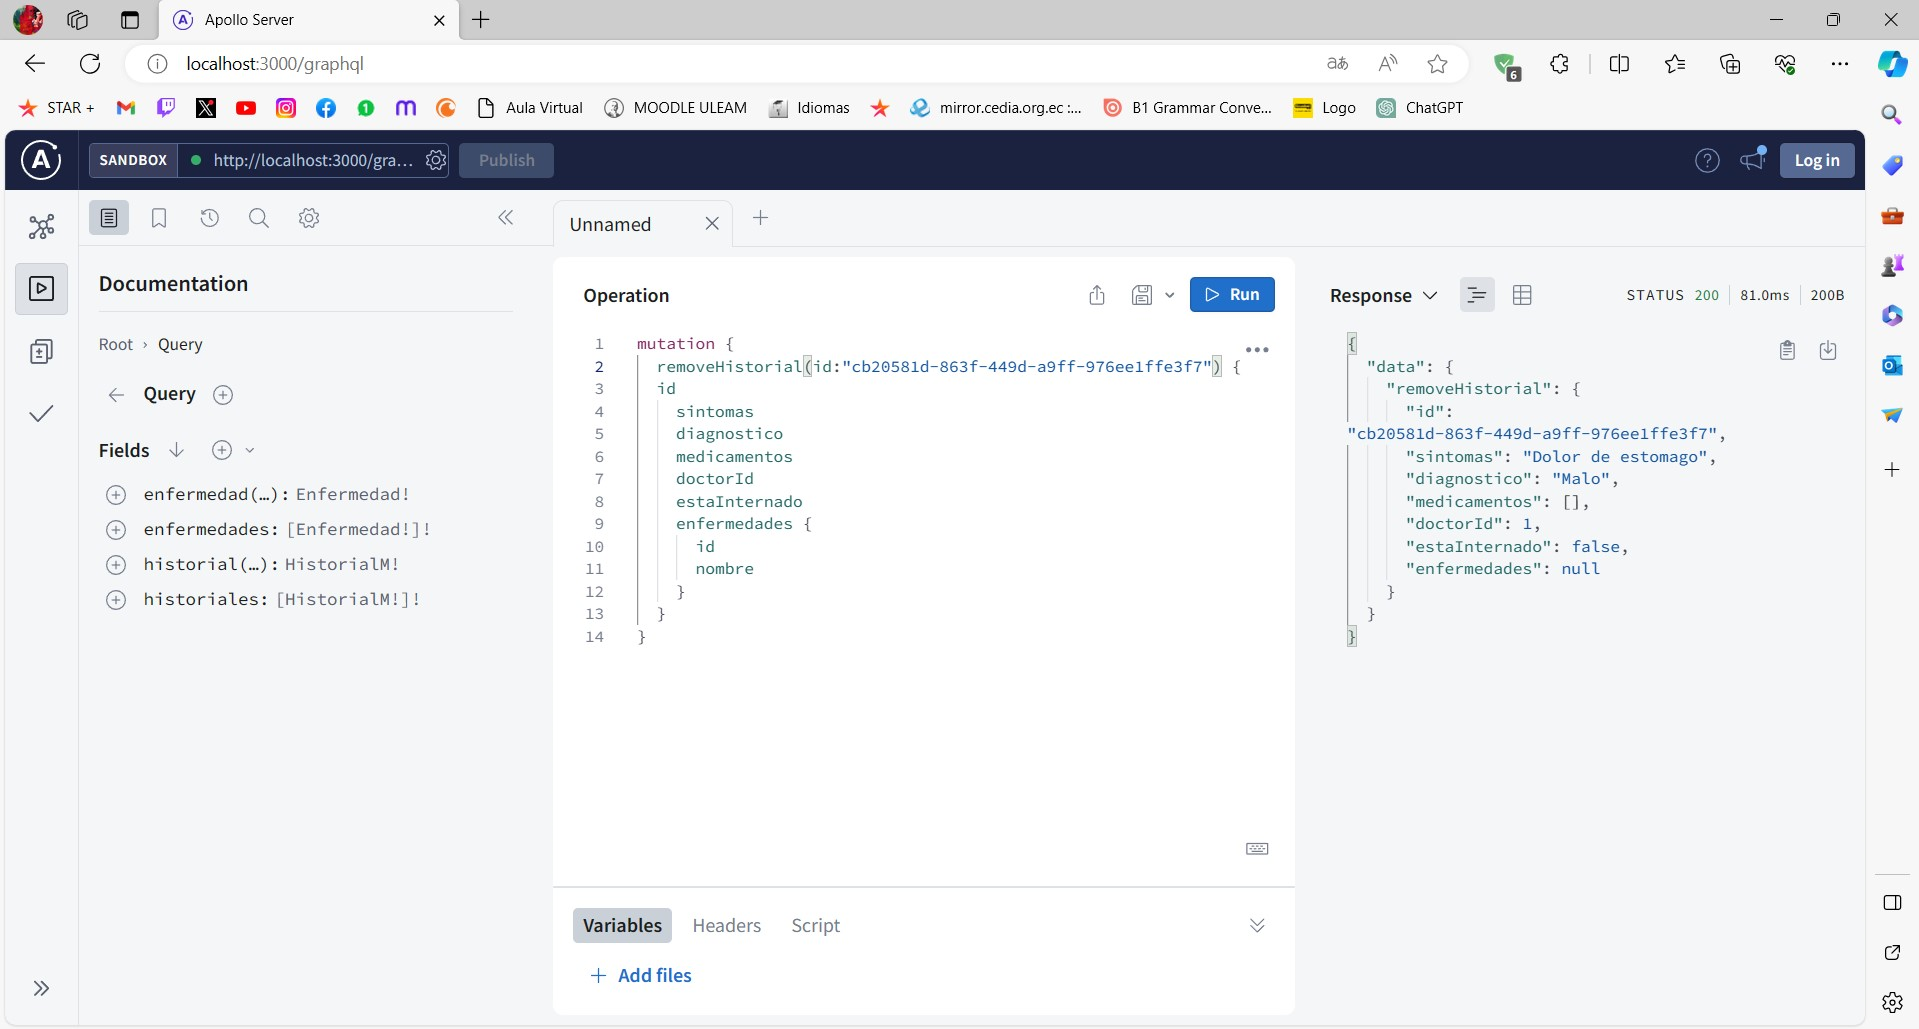 Apollo Server
localhost:3000/graphql
aあ
A
6
STAR +
1
Aula Virtual
MOODLE ULEAM
Idiomas
mirror.cedia.org.ec :...
B1 Grammar Conve...
Logo
ChatGPT
SANDBOX
http://localhost:3000/gra...
Publish
?
Log in
Unnamed
Documentation
Root › Query
Query
Fields
enfermedad(…): Enfermedad!
enfermedades: [Enfermedad!]!
historial(…): HistorialM!
historiales: [HistorialM!]!
Operation
Run
1 mutation {
2 removeHistorial(id:"cb20581d-863f-449d-a9ff-976ee1ffe3f7") {
3 id
4 sintomas
5 diagnostico
6 medicamentos
7 doctorId
8 estaInternado
9 enfermedades {
10 id
11 nombre
12 }
13 }
14 }
Variables
Headers
Script
Add files
Response
STATUS 200
81.0ms
200B
{
"data": {
"removeHistorial": {
"id":
"cb20581d-863f-449d-a9ff-976ee1ffe3f7",
"sintomas": "Dolor de estomago",
"diagnostico": "Malo",
"medicamentos": [],
"doctorId": 1,
"estaInternado": false,
"enfermedades": null
}
}
}